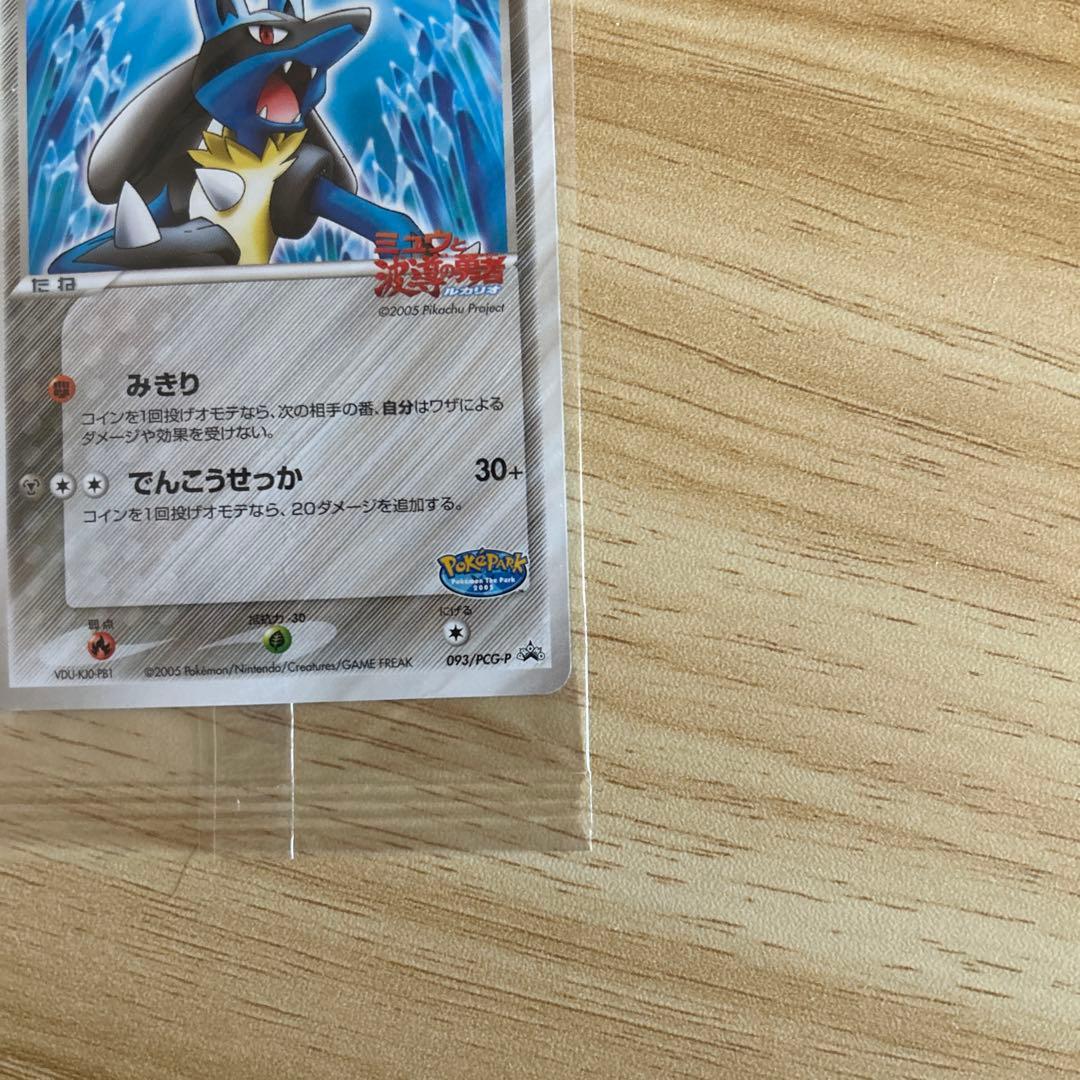 ミュウと
波導の勇者
ルカリオ
たね
©2005 Pikachu Project
みきり
コインを1回投げオモテなら、次の相手の番、自分はワザによる
ダメージや効果を受けない。
でんこうせっか 30+
コインを1回投げオモテなら、20ダメージを追加する。
POKéPARK
Pokémon The Park
2005
弱点
抵抗力 -30
にげる
VDU-KJ0-PB1
©2005 Pokémon/Nintendo/Creatures/GAME FREAK
093/PCG-P